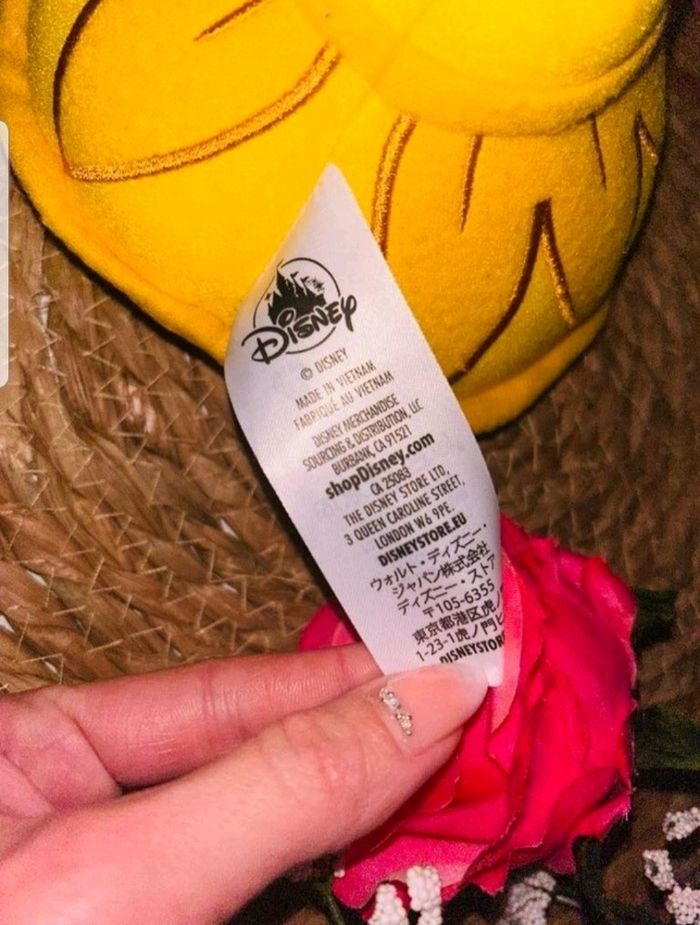 DISNEY
© DISNEY
MADE IN VIETNAM
FABRIQUÉ AU VIETNAM
DISNEY MERCHANDISE
SOURCING & DISTRIBUTION, LLC
BURBANK, CA 91521
shopDisney.com
CA 25083
THE DISNEY STORE LTD,
3 QUEEN CAROLINE STREET,
LONDON W6 9PE.
DISNEYSTORE.EU
ウォルト・ディズニー・
ジャパン株式会社
ディズニー・ストア
〒105-6355
東京都港区虎ノ
1-23-1虎ノ門
DISNEYSTOR